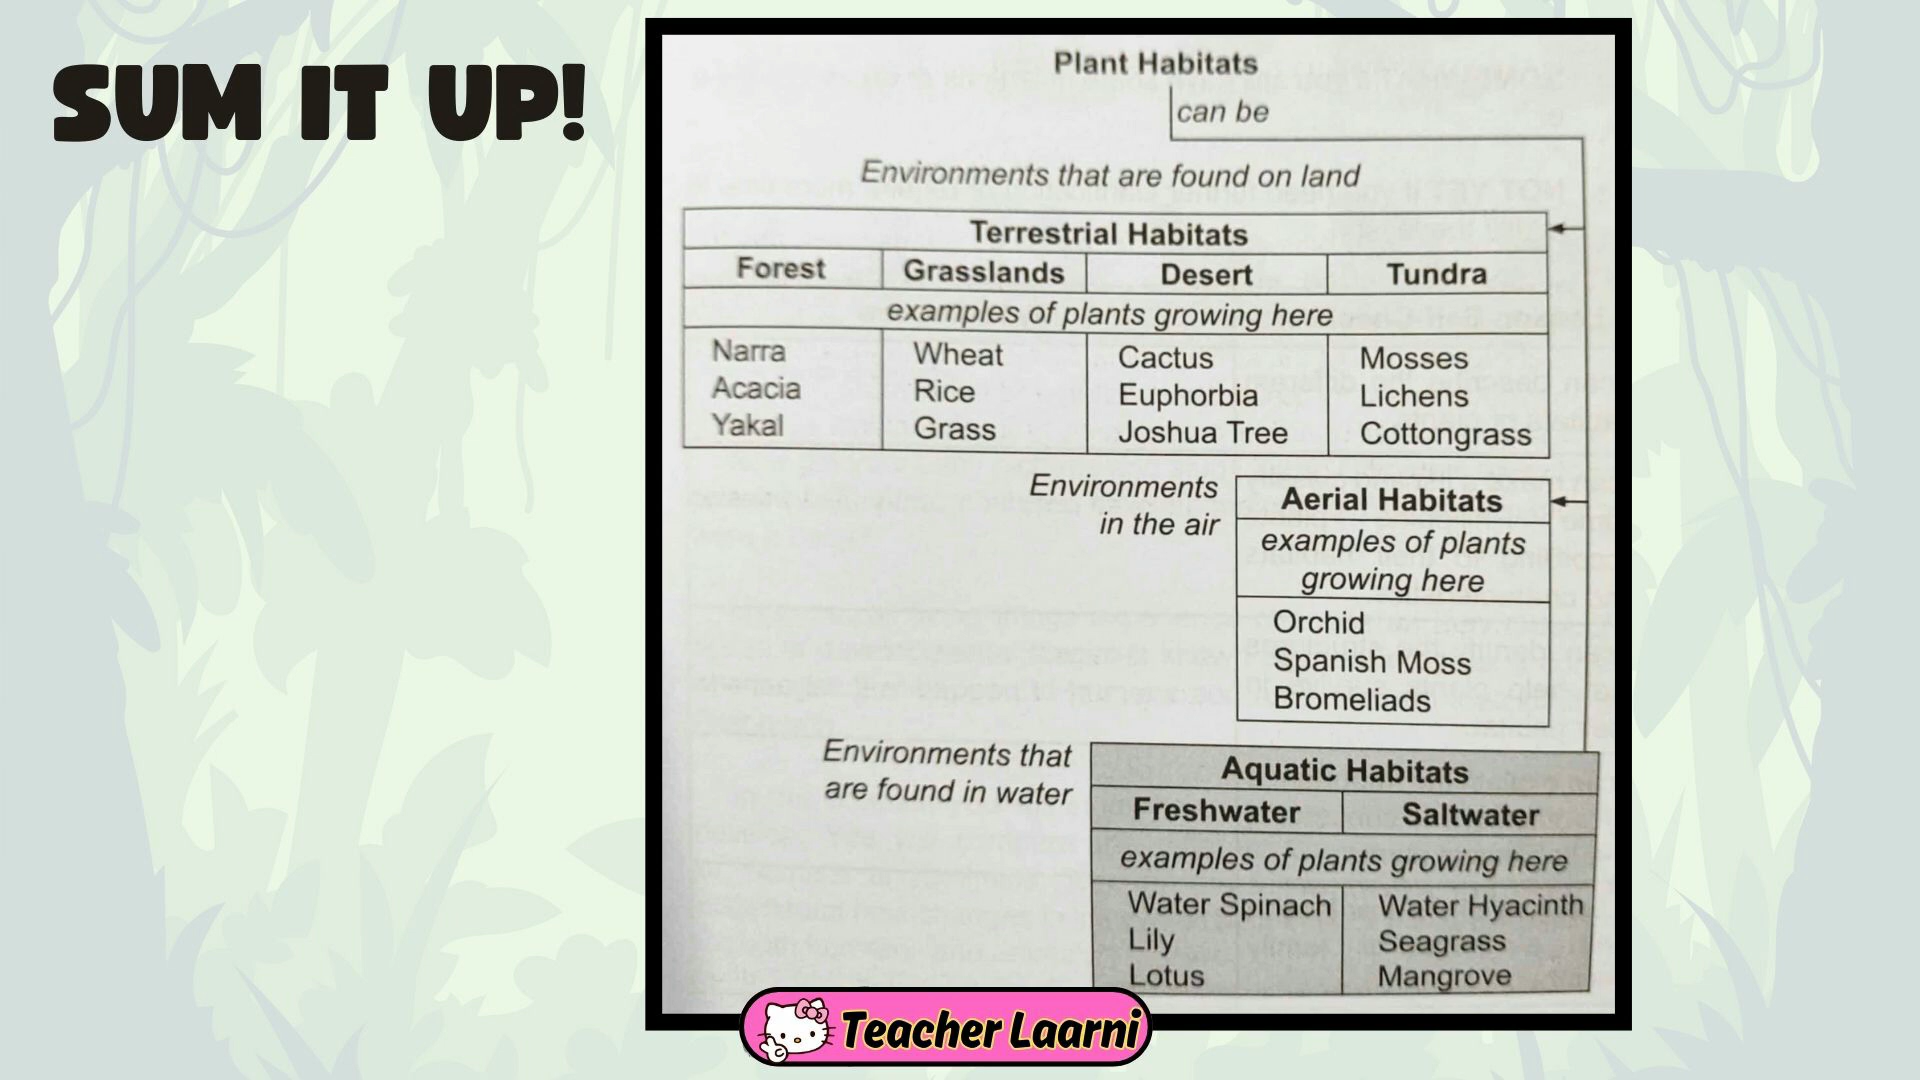 SUM IT UP!
Plant Habitats
can be
Environments that are found on land
Terrestrial Habitats
Forest Grasslands Desert Tundra
examples of plants growing here
Narra Wheat Cactus Mosses
Acacia Rice Euphorbia Lichens
Yakal Grass Joshua Tree Cottongrass
Environments
in the air
Aerial Habitats
examples of plants
growing here
Orchid
Spanish Moss
Bromeliads
Environments that
are found in water
Aquatic Habitats
Freshwater Saltwater
examples of plants growing here
Water Spinach Water Hyacinth
Lily Seagrass
Lotus Mangrove
Teacher Laarni